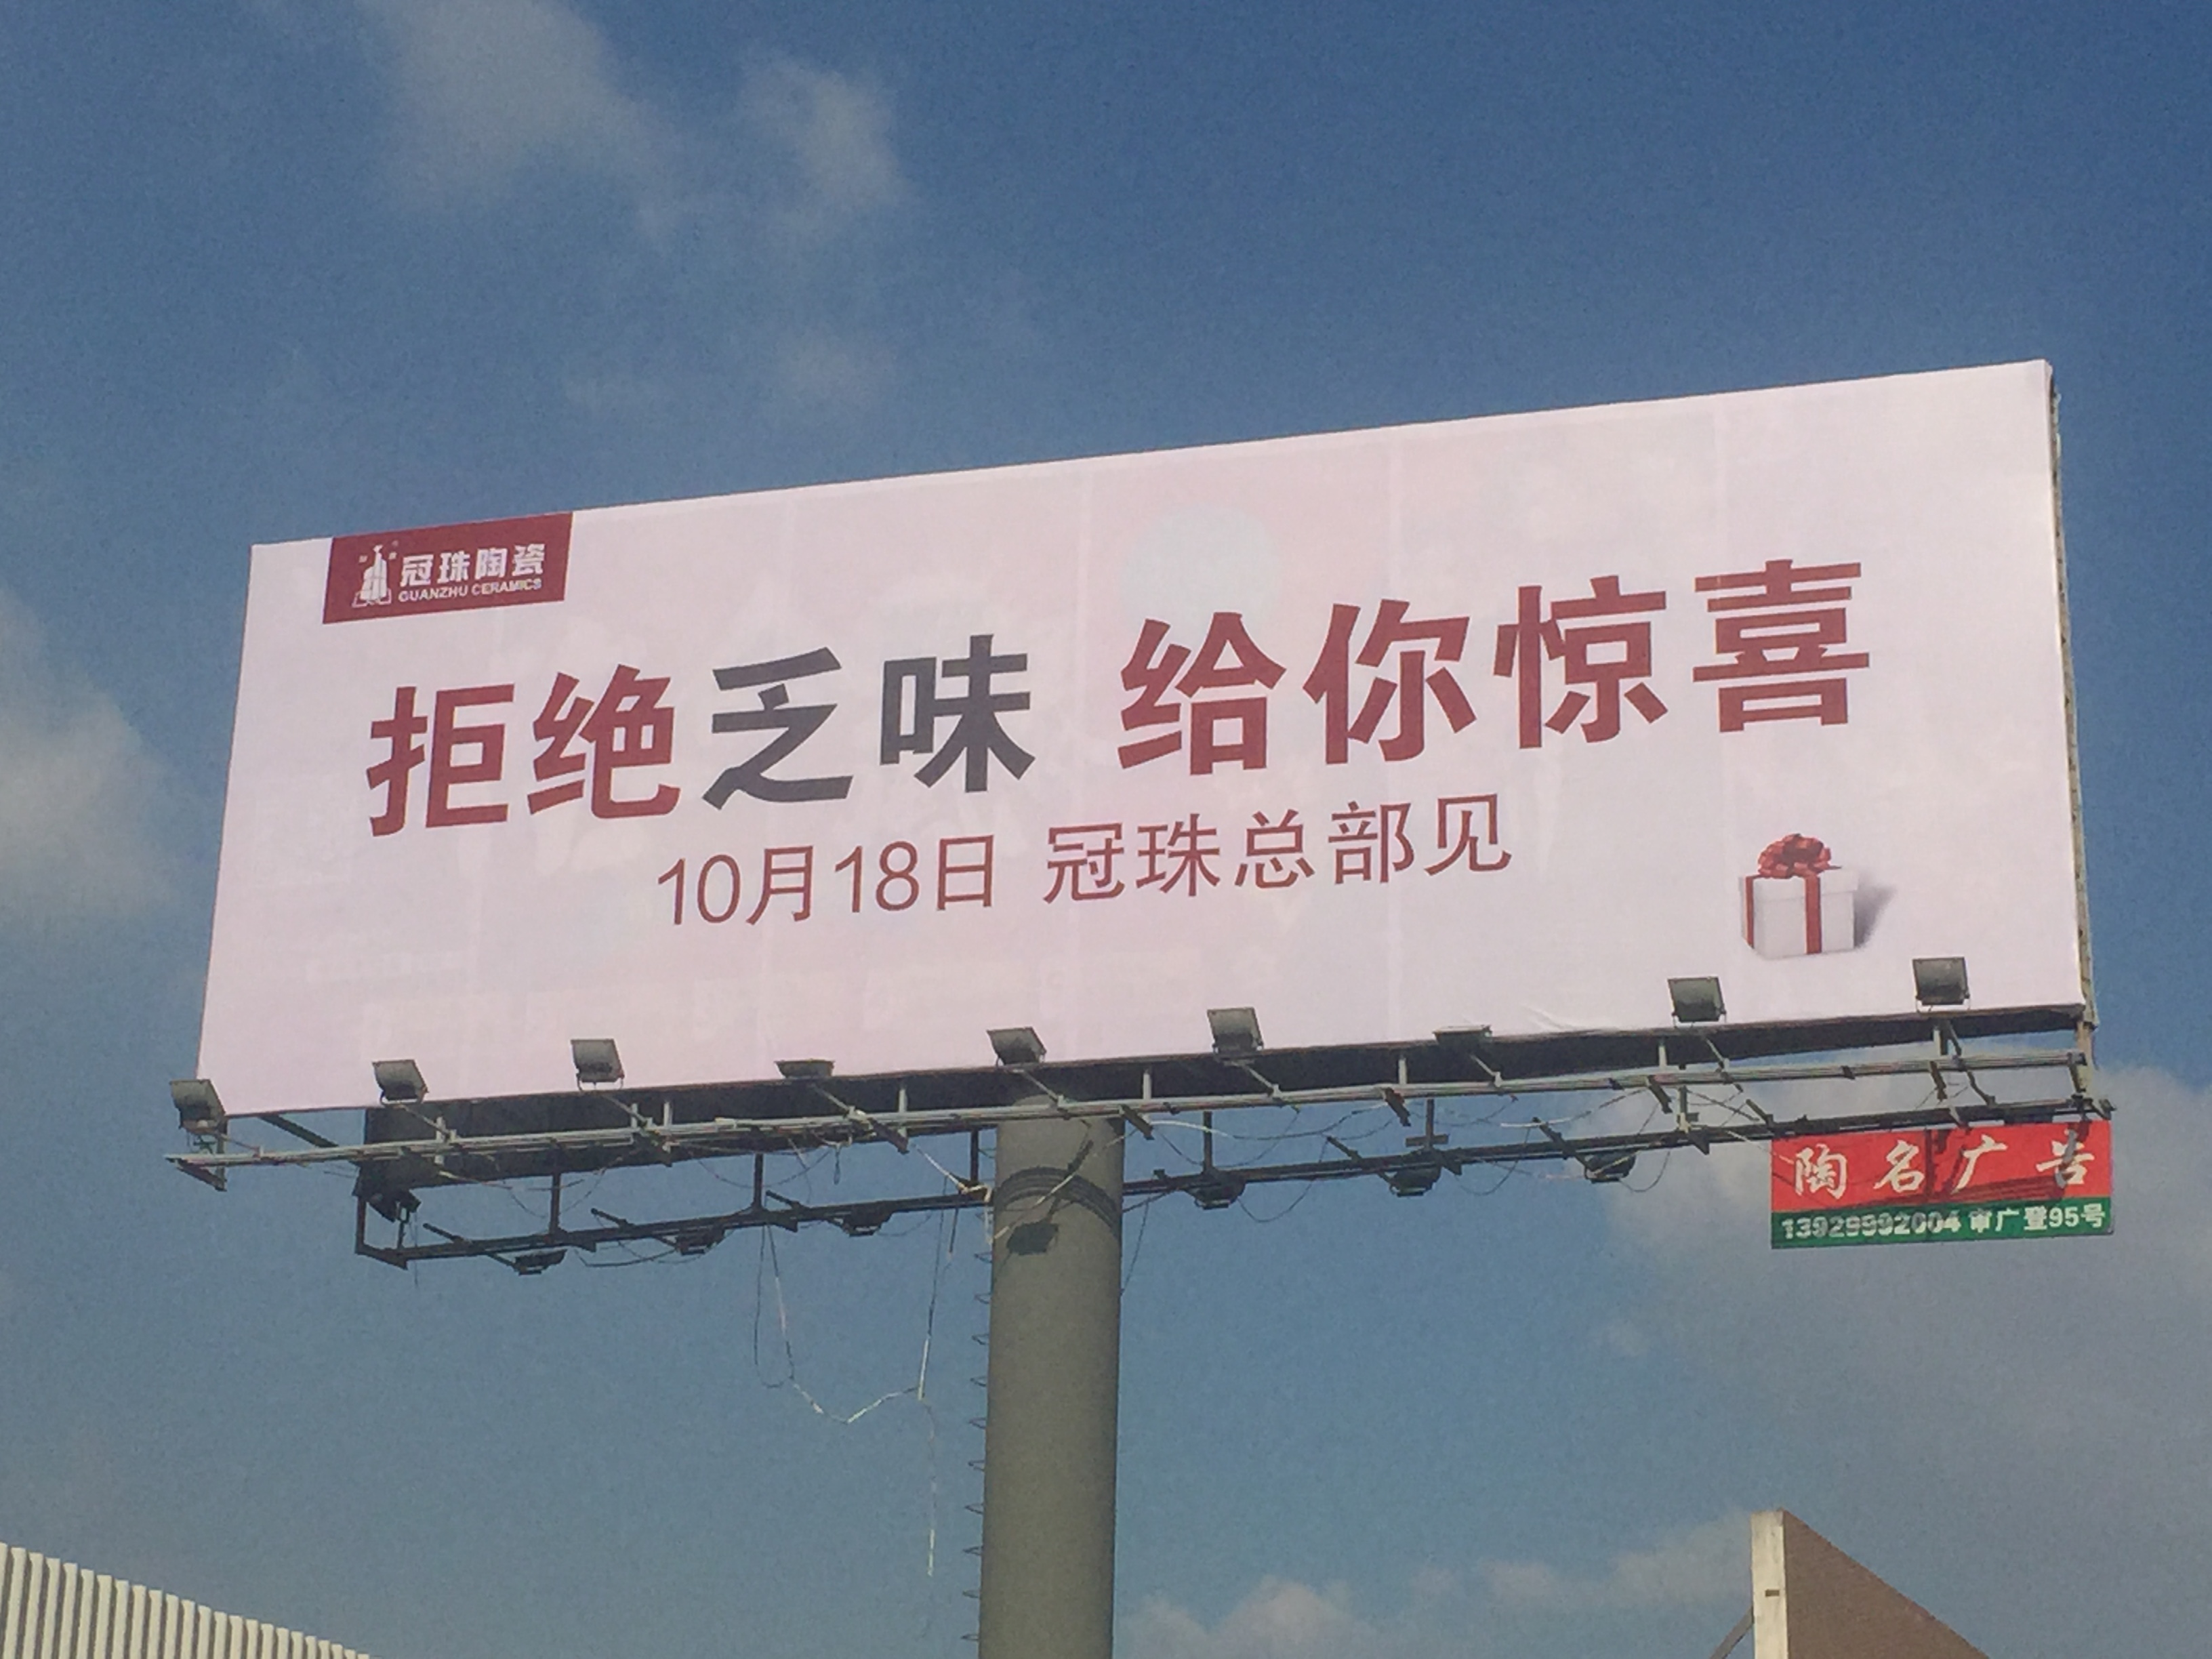 冠珠陶瓷
GUANZHU CERAMICS
拒绝乏味 给你惊喜
10月18日 冠珠总部见
陶名广告
13929992004 市广登95号